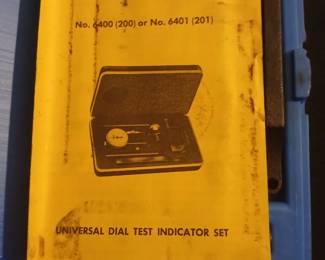 No. 6400 (200) or No. 6401 (201)
UNIVERSAL DIAL TEST INDICATOR SET